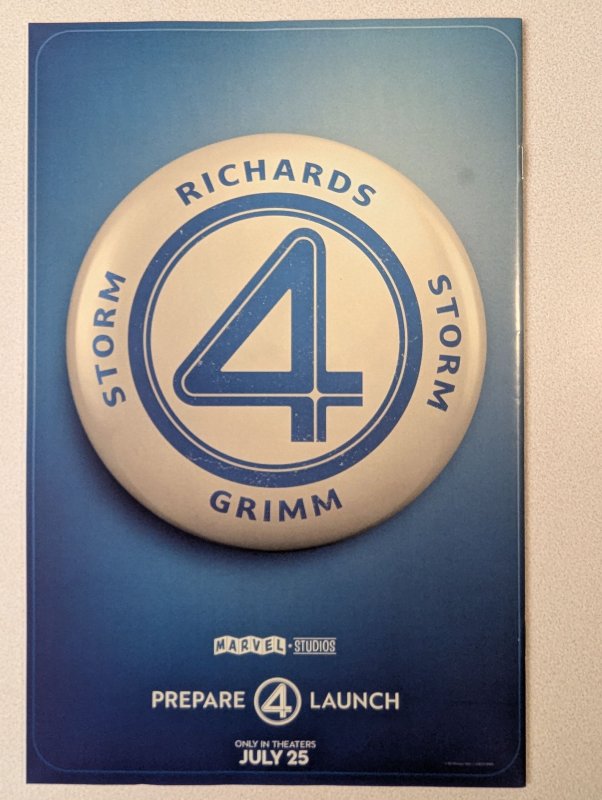 RICHARDS
STORM
4
STORM
GRIMM
MARVEL • STUDIOS
PREPARE 4 LAUNCH
ONLY IN THEATERS
JULY 25